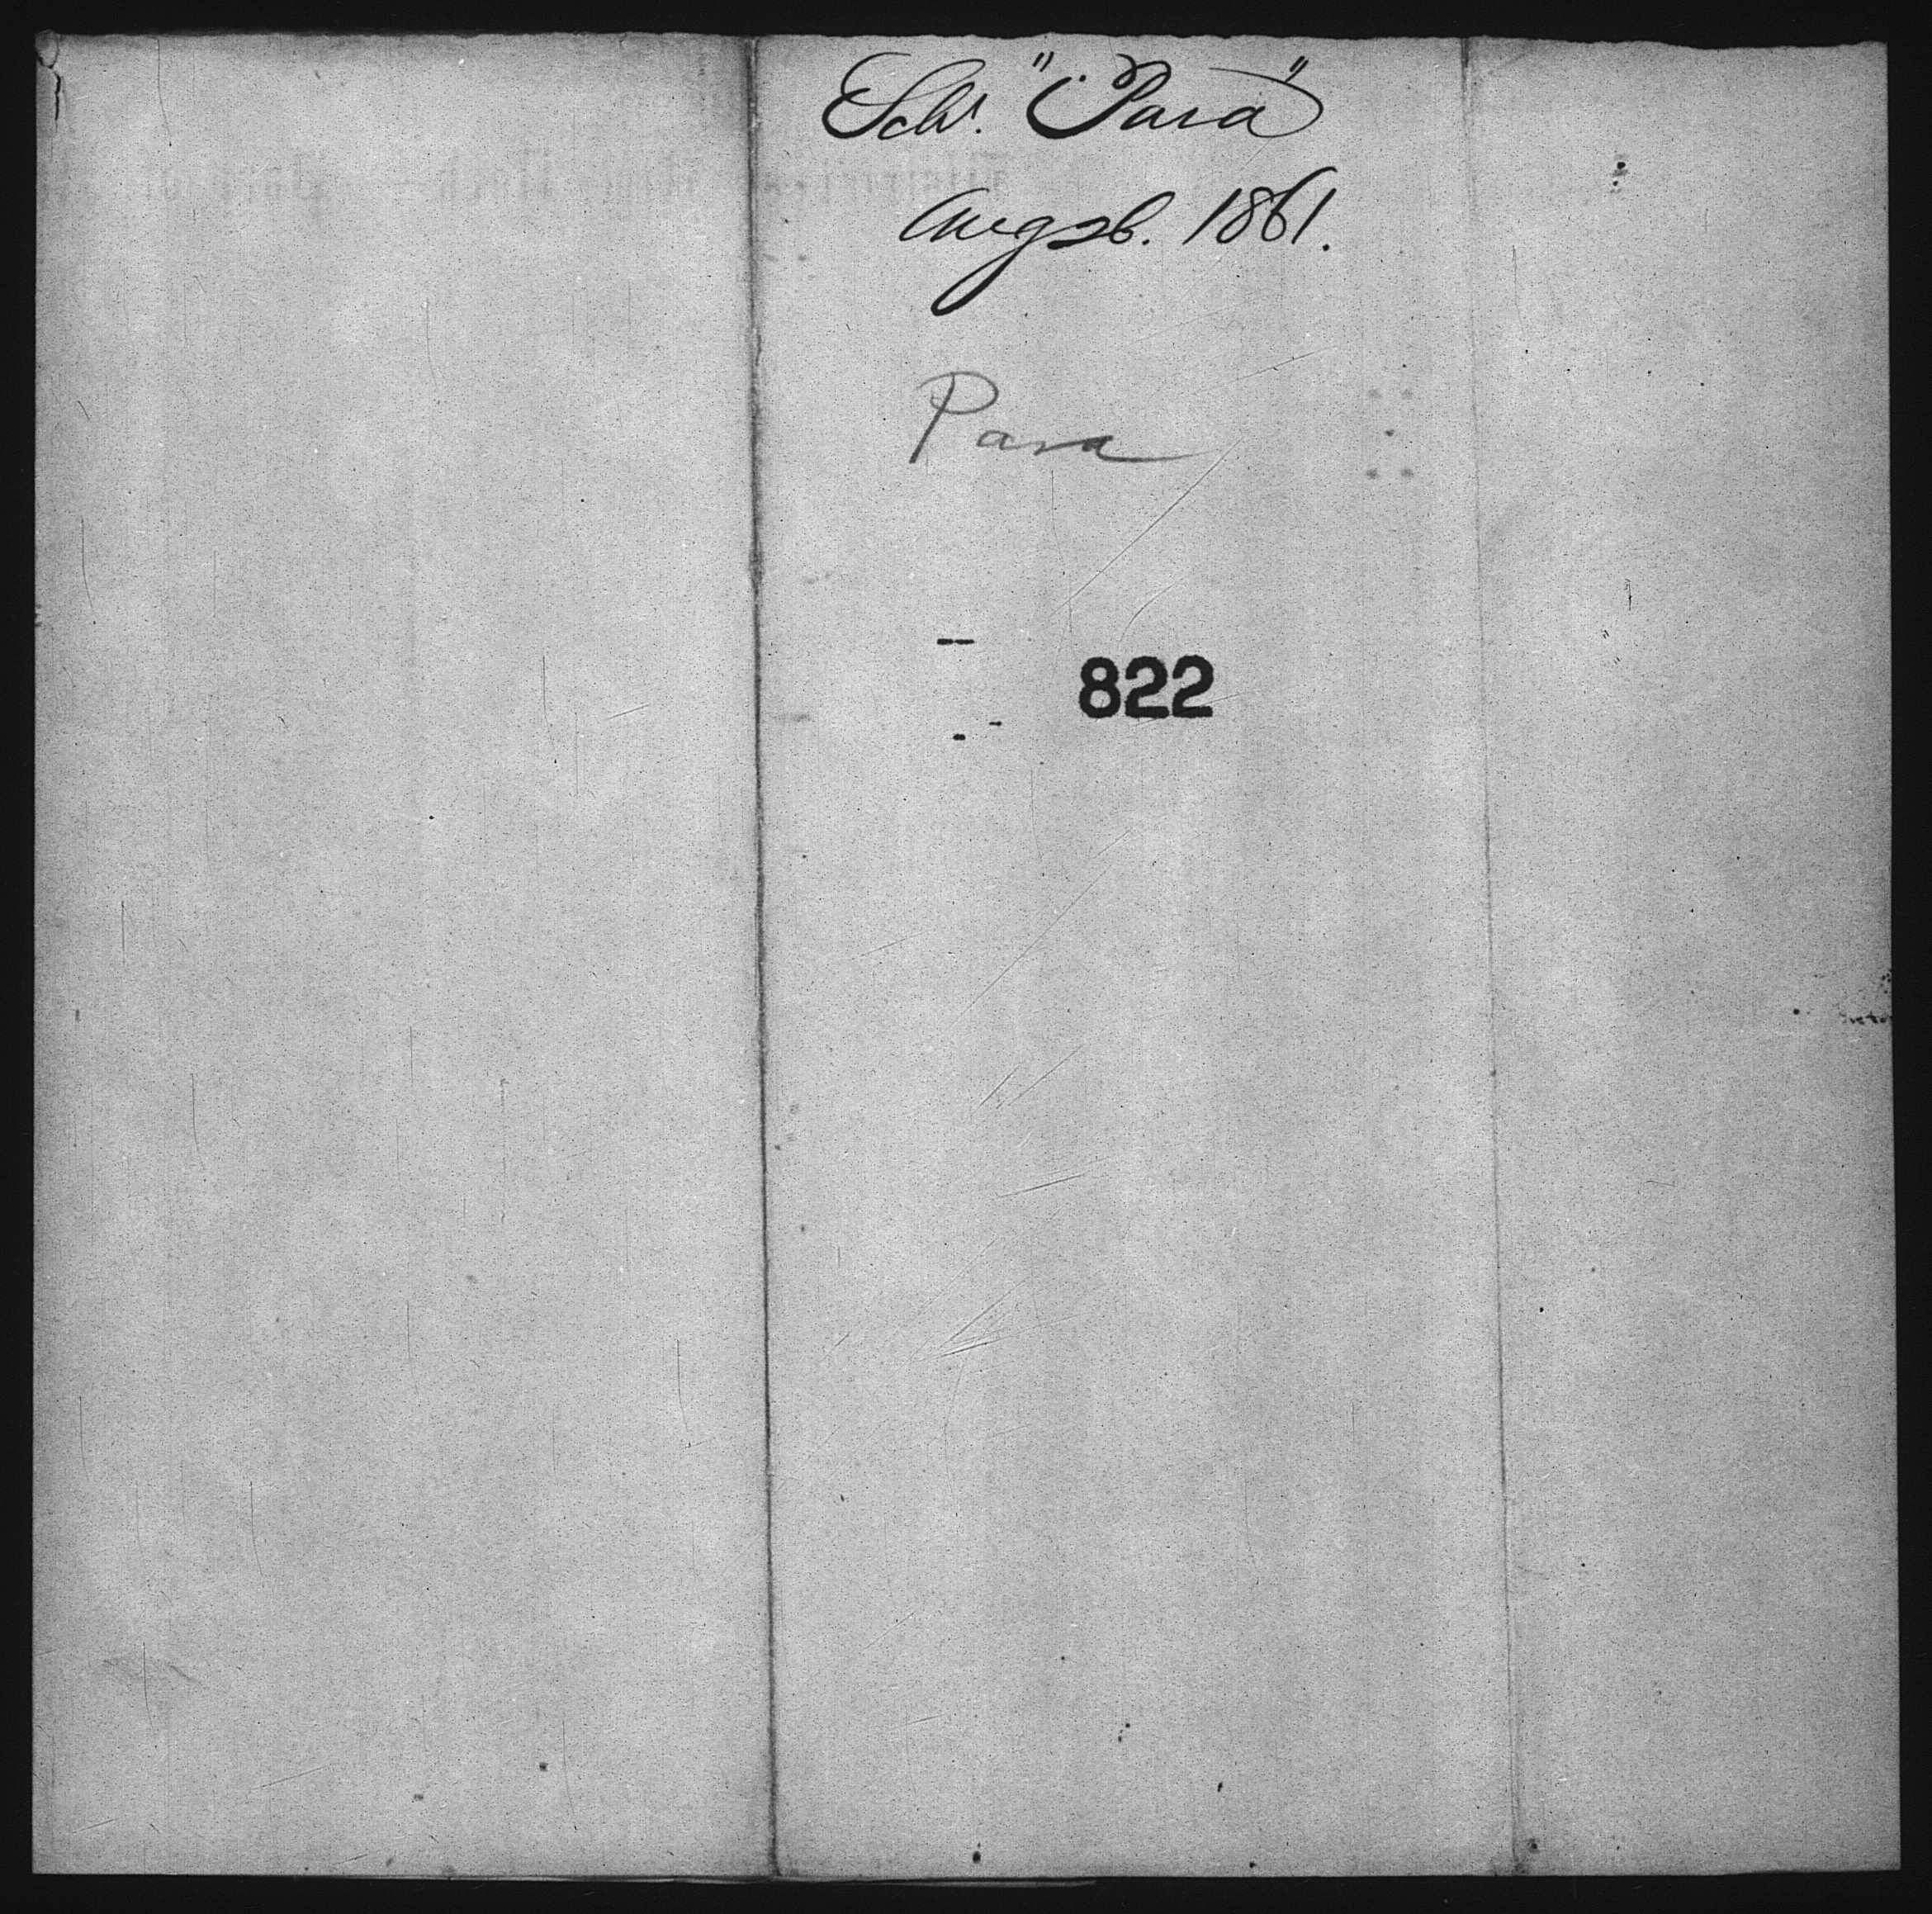 Schr. "Para"
Aug 26. 1861.
Para
822